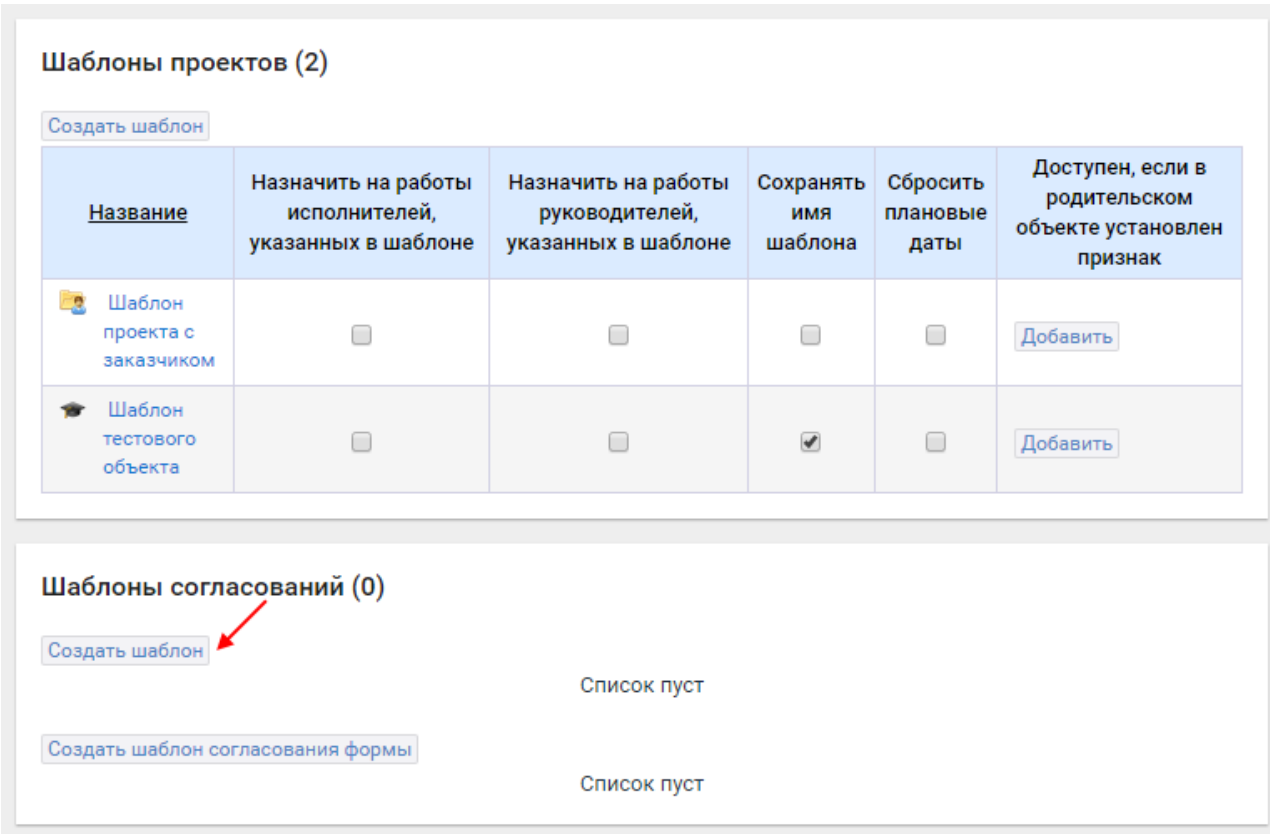 Шаблоны проектов (2)
Создать шаблон
Название
Назначить на работы
исполнителей,
указанных в шаблоне
Назначить на работы
руководителей,
указанных в шаблоне
Сохранять
имя
шаблона
Сбросить
плановые
даты
Доступен, если в
родительском
объекте установлен
признак
Шаблон
проекта с
заказчиком
Добавить
Шаблон
тестового
объекта
Добавить
Шаблоны согласований (0)
Создать шаблон
Список пуст
Создать шаблон согласования формы
Список пуст